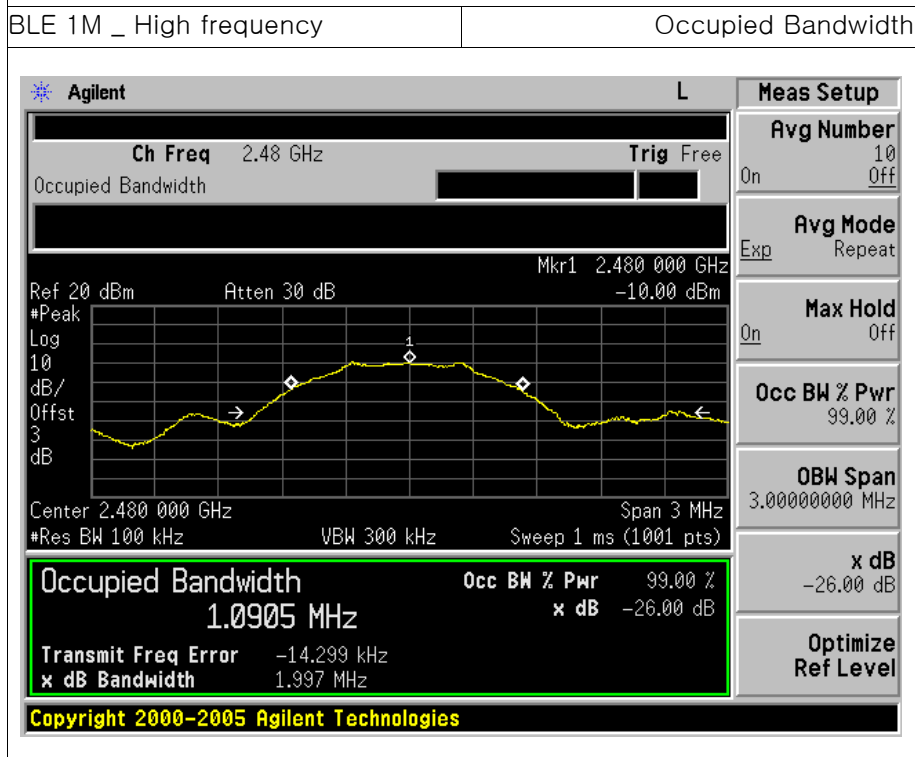 BLE 1M _ High frequency
Occupied Bandwidth
Agilent
L
Ch Freq 2.48 GHz
Trig Free
Occupied Bandwidth
Mkr1 2.480 000 GHz
Ref 20 dBm
Atten 30 dB
-10.00 dBm
#Peak
Log
10
dB/
Offst
3
dB
1
Center 2.480 000 GHz
Span 3 MHz
#Res BW 100 kHz
VBW 300 kHz
Sweep 1 ms (1001 pts)
Occupied Bandwidth
1.0905 MHz
Occ BW % Pwr 99.00 %
x dB -26.00 dB
Transmit Freq Error -14.299 kHz
x dB Bandwidth 1.997 MHz
Copyright 2000-2005 Agilent Technologies
Meas Setup
Avg Number
10
On Off
Avg Mode
Exp Repeat
Max Hold
On Off
Occ BW % Pwr
99.00 %
OBW Span
3.00000000 MHz
x dB
-26.00 dB
Optimize
Ref Level